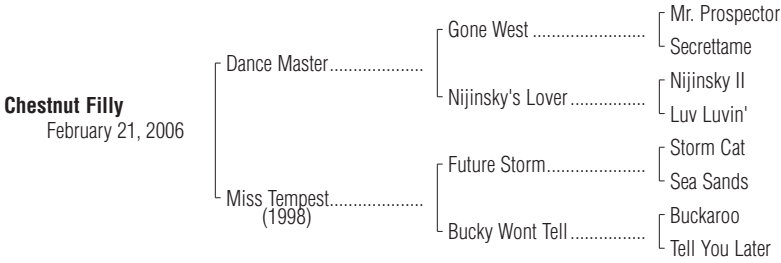 Mr. Prospector
Gone West ........................
Secrettame
Dance Master....................
Nijinsky II
Nijinsky's Lover ................
Luv Luvin'
Chestnut Filly
February 21, 2006
Storm Cat
Future Storm.....................
Sea Sands
Miss Tempest....................
(1998)
Buckaroo
Bucky Wont Tell ................
Tell You Later